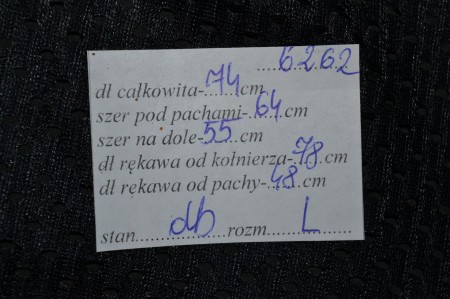 ..................6262
dł całkowita-.74.cm
szer pod pachami-.64.cm
szer na dole-.55.cm
dł rękawa od kołnierza-.78.cm
dł rękawa od pachy-.48.cm
stan.......db.......rozm.....L.....